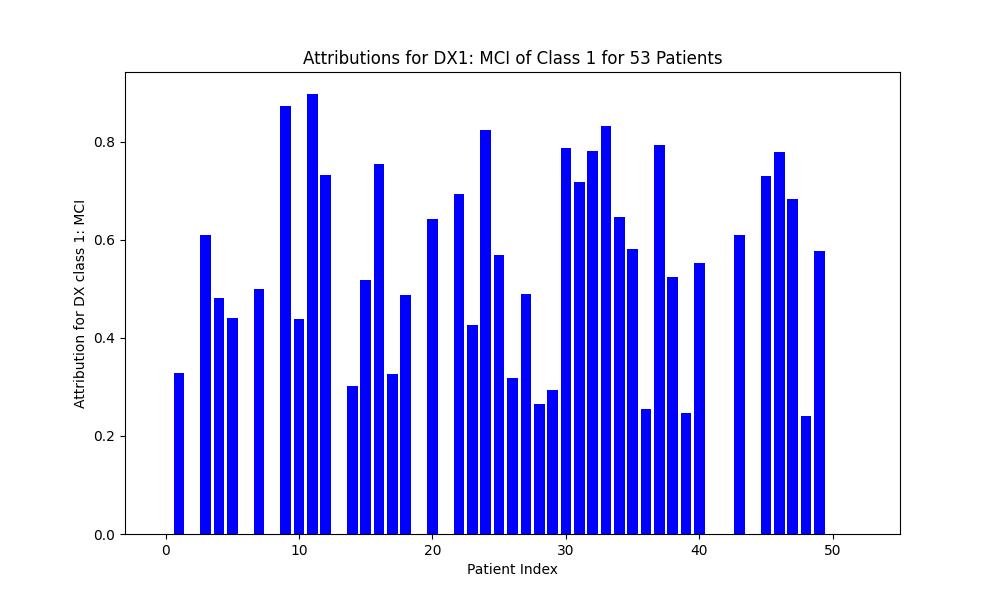 Attributions for DX1: MCI of Class 1 for 53 Patients
Attribution for DX class 1: MCI
0.8
0.6
0.4
0.2
0.0
0 10 20 30 40 50
Patient Index